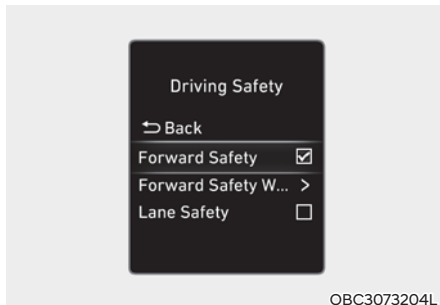 Driving Safety
Back
Forward Safety
Forward Safety W... >
Lane Safety
OBC3073204L